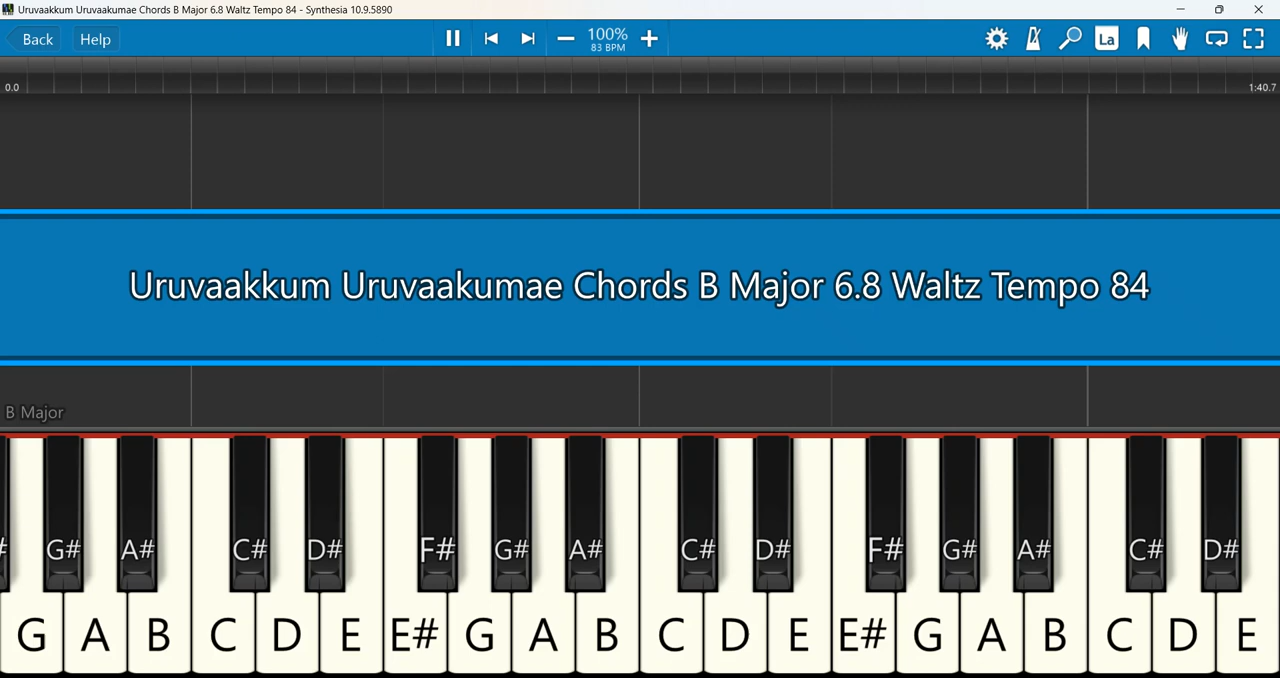 Uruvaakkum Uruvaakumae Chords B Major 6.8 Waltz Tempo 84 - Synthesia 10.9.5890
Back Help 100% La
83 BPM
0.0 1:40.7
Uruvaakkum Uruvaakumae Chords B Major 6.8 Waltz Tempo 84
B Major
# G# A# C# D# F# G# A# C# D# F# G# A# C# D#
G A B C D E E# G A B C D E E# G A B C D E